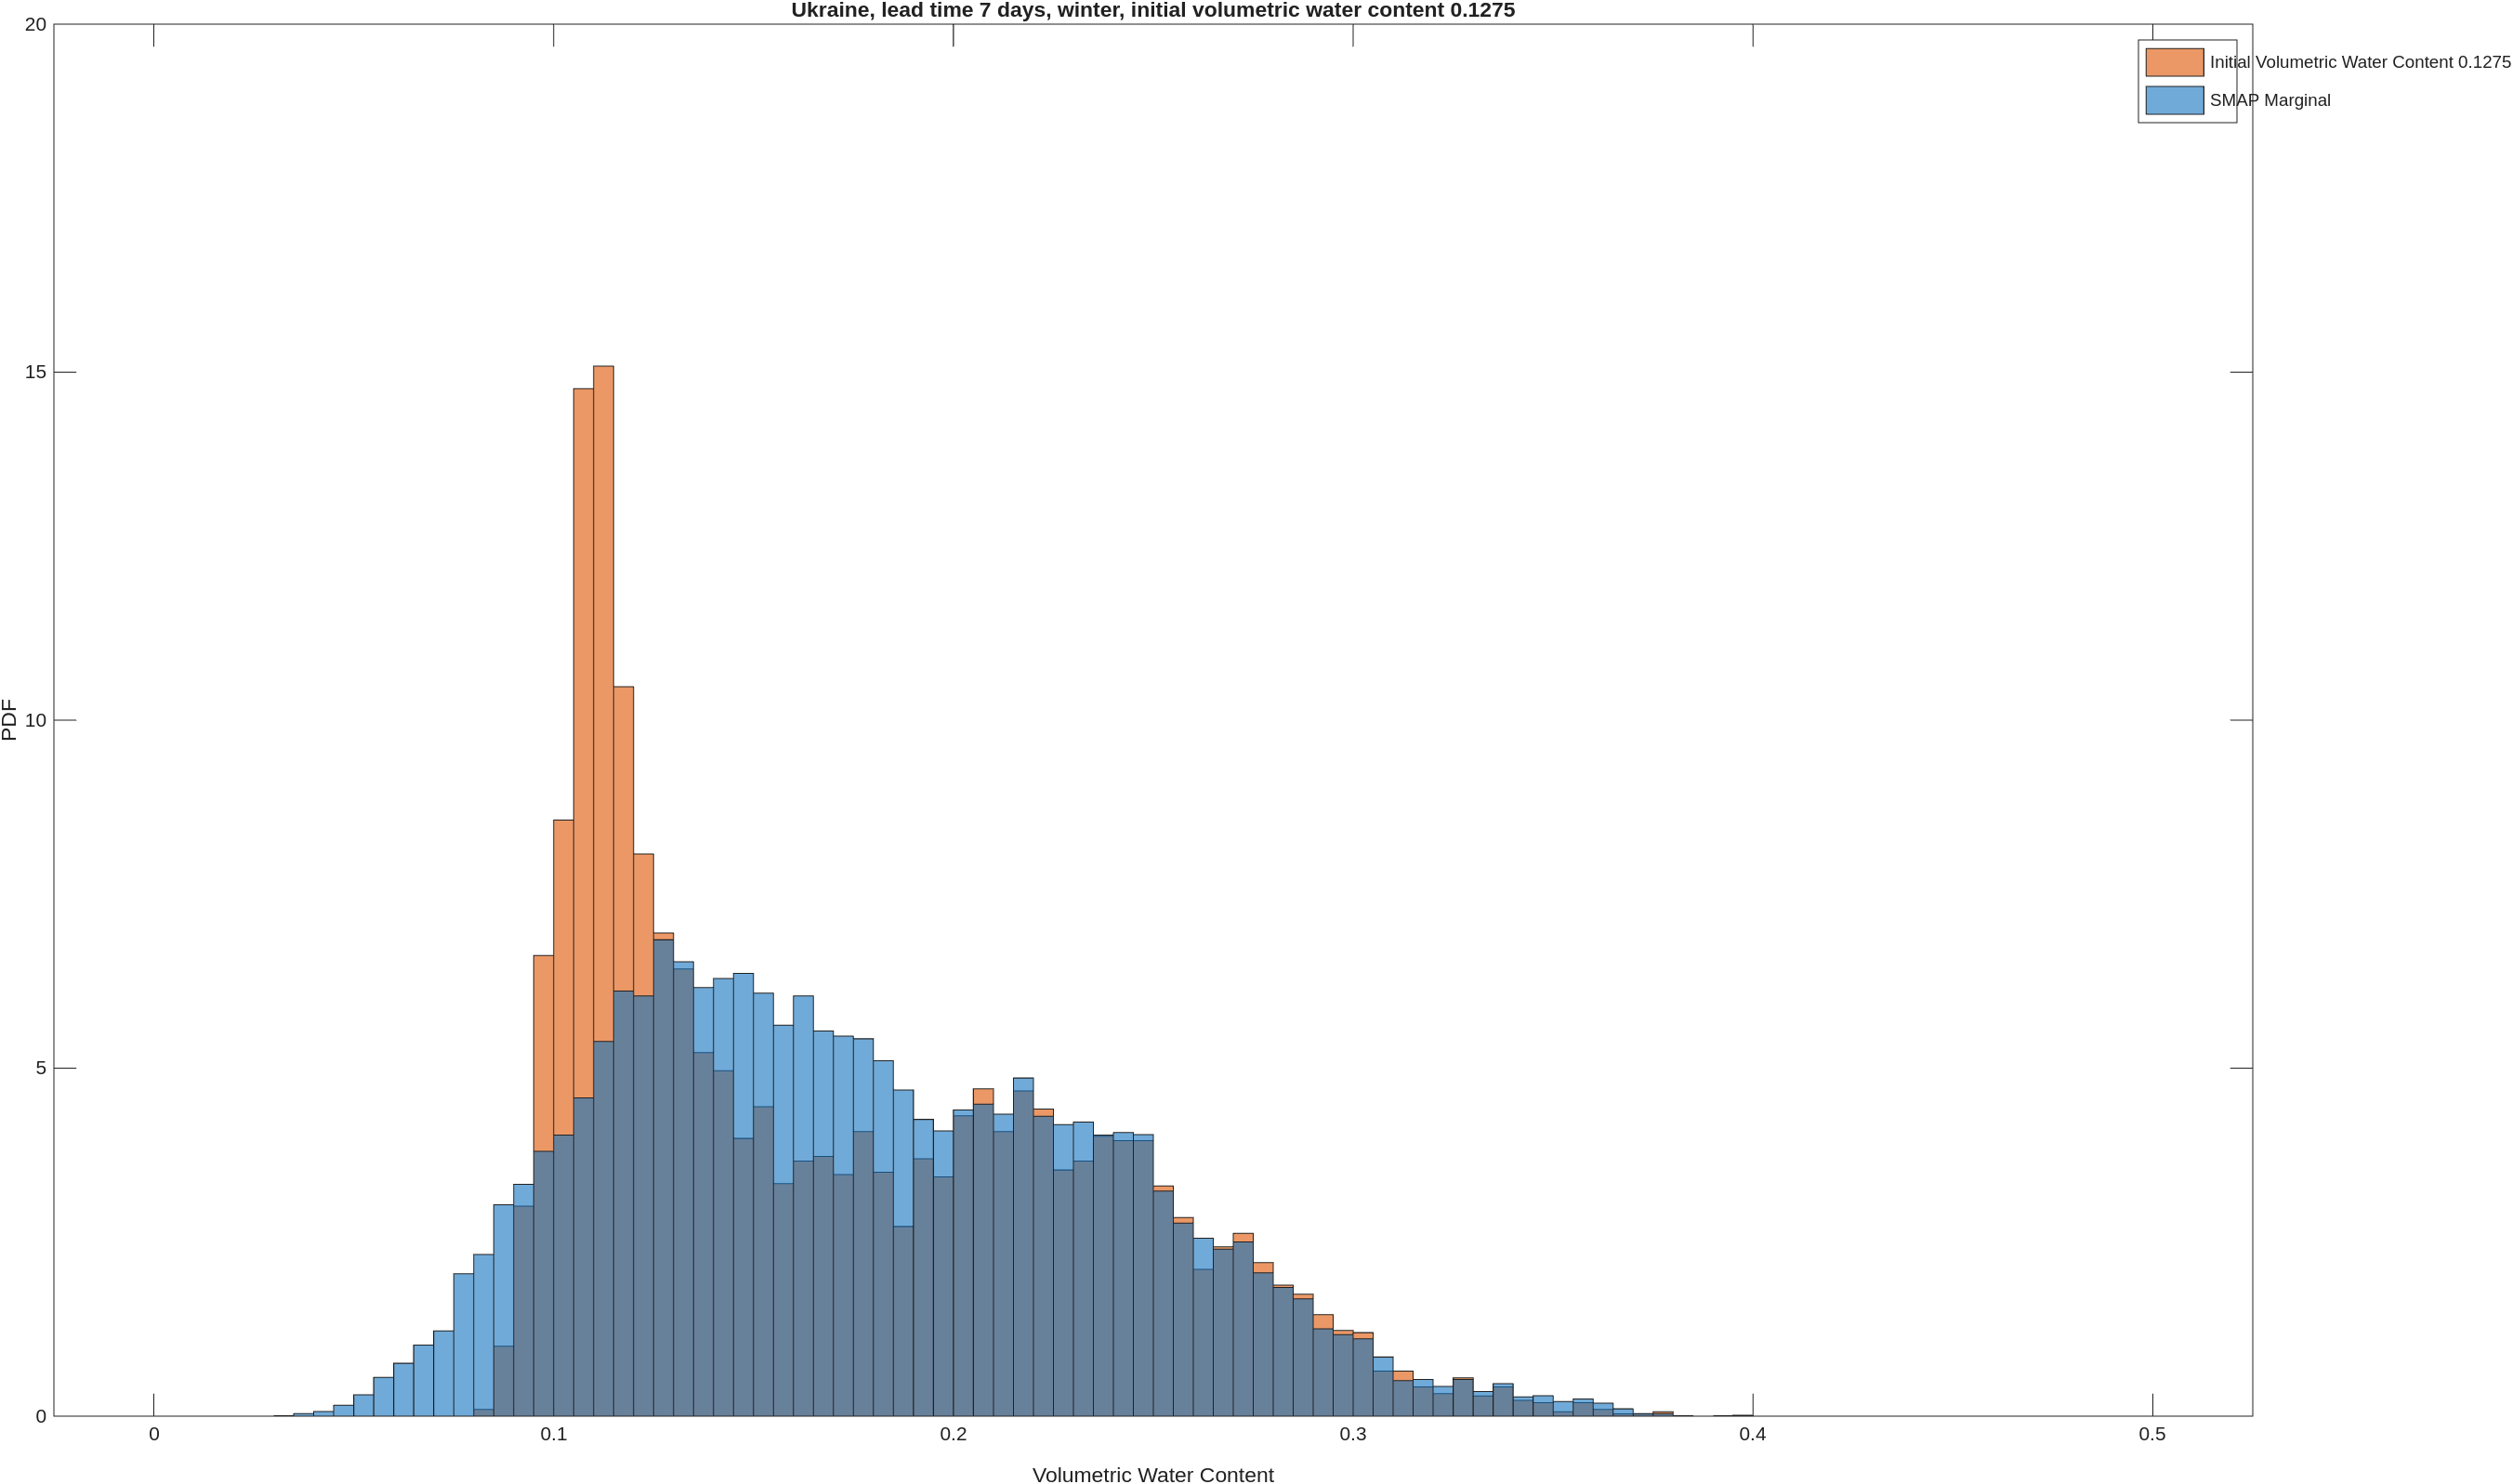 Ukraine, lead time 7 days, winter, initial volumetric water content 0.1275
20
15
10
5
0
PDF
Initial Volumetric Water Content 0.1275
SMAP Marginal
0 0.1 0.2 0.3 0.4 0.5
Volumetric Water Content